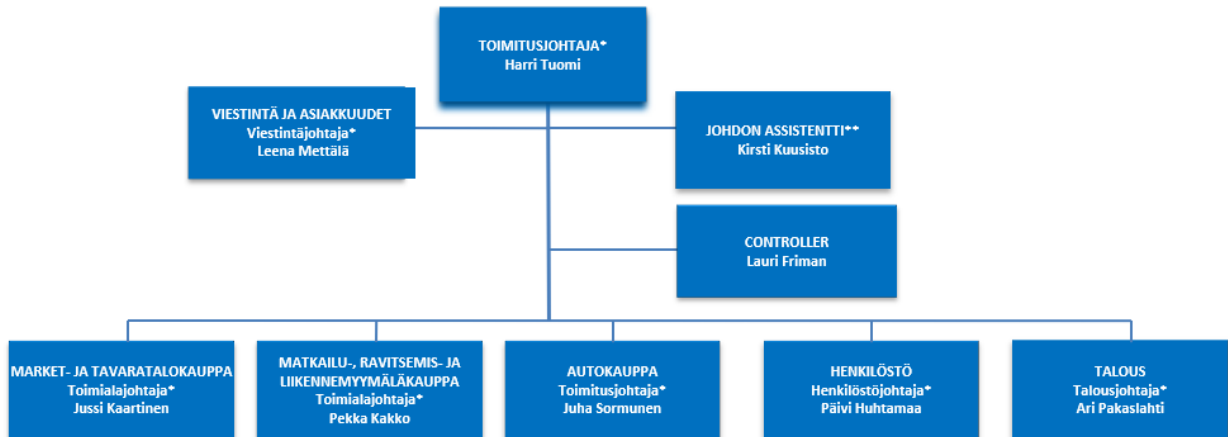 TOIMITUSJOHTAJA*
Harri Tuomi
VIESTINTÄ JA ASIAKKUUDET
Viestintäjohtaja*
Leena Mettälä
JOHDON ASSISTENTTI**
Kirsti Kuusisto
CONTROLLER
Lauri Friman
MARKET- JA TAVARATALOKAUPPA
Toimialajohtaja*
Jussi Kaartinen
MATKAILU-, RAVITSEMIS- JA
LIIKENNEMYYMÄLÄKAUPPA
Toimialajohtaja*
Pekka Kakko
AUTOKAUPPA
Toimitusjohtaja*
Juha Sormunen
HENKILÖSTÖ
Henkilöstöjohtaja*
Päivi Huhtamaa
TALOUS
Talousjohtaja*
Ari Pakaslahti